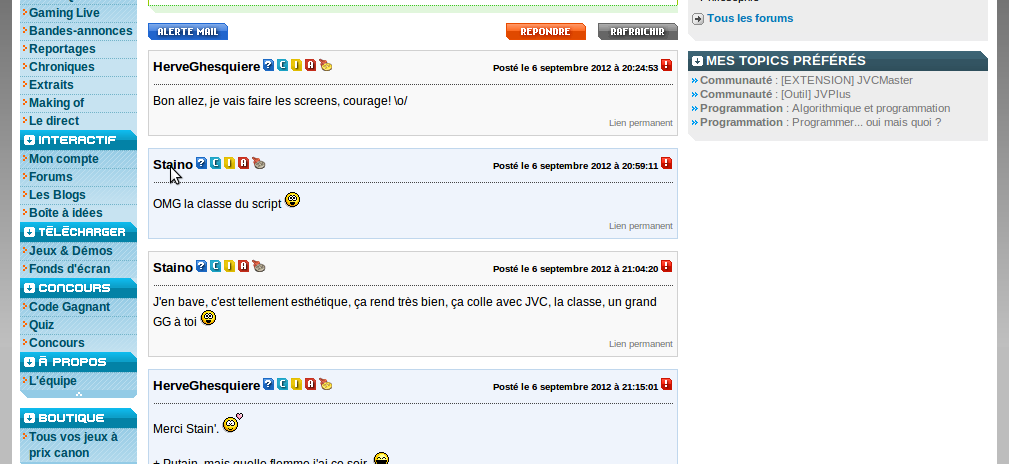 Gaming Live
Bandes-annonces
Reportages
Chroniques
Extraits
Making of
Le direct
INTERACTIF
Mon compte
Forums
Les Blogs
Boîte à idées
TÉLÉCHARGER
Jeux & Démos
Fonds d'écran
CONCOURS
Code Gagnant
Quiz
Concours
À PROPOS
L'équipe
BOUTIQUE
Tous vos jeux à
prix canon
ALERTE MAIL
RÉPONDRE
RAFRAICHIR
HerveGhesquiere ? C J A
Posté le 6 septembre 2012 à 20:24:53 !
Bon allez, je vais faire les screens, courage! \o/
Lien permanent
Staino ? C J A
Posté le 6 septembre 2012 à 20:59:11 !
OMG la classe du script
Lien permanent
Staino ? C J A
Posté le 6 septembre 2012 à 21:04:20 !
J'en bave, c'est tellement esthétique, ça rend très bien, ça colle avec JVC, la classe, un grand
GG à toi
Lien permanent
HerveGhesquiere ? C J A
Posté le 6 septembre 2012 à 21:15:01 !
Merci Stain'.
+ Putain, mais quelle flemme j'ai ce soir.
Tous les forums
MES TOPICS PRÉFÉRÉS
Communauté : [EXTENSION] JVCMaster
Communauté : [Outil] JVPlus
Programmation : Algorithmique et programmation
Programmation : Programmer... oui mais quoi ?